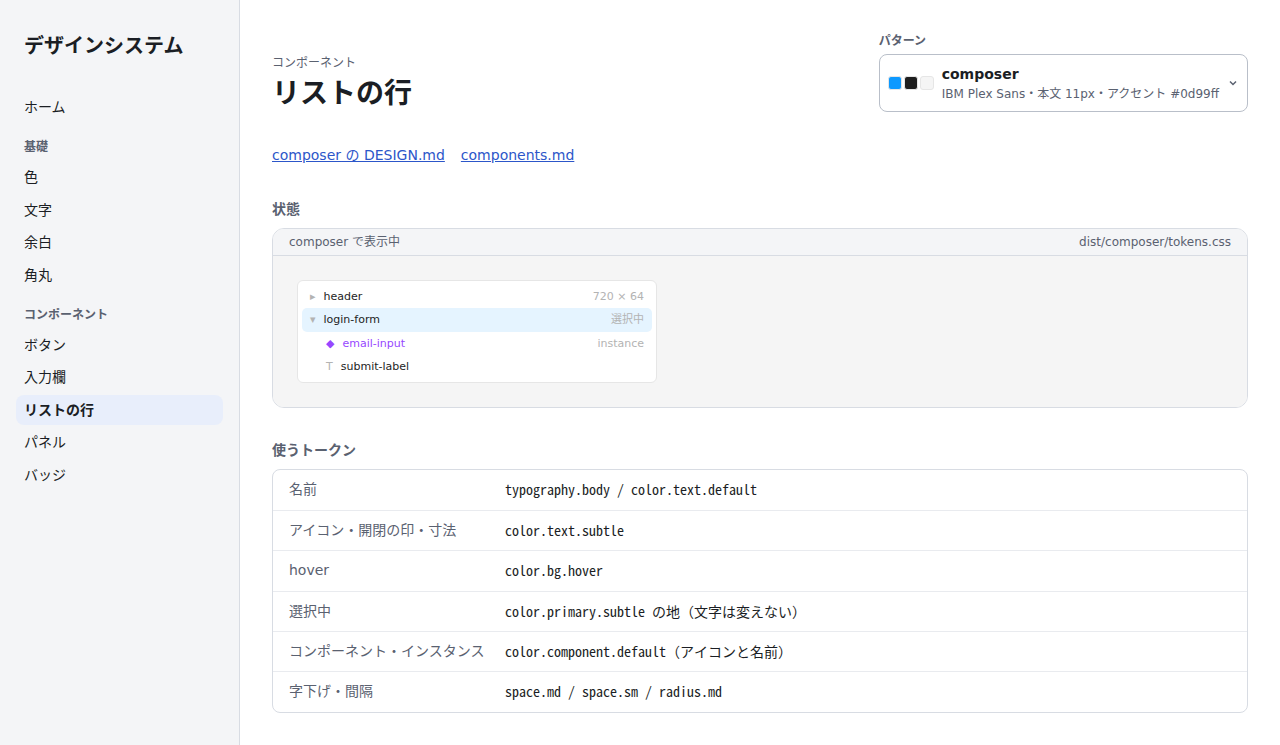 デザインシステム
ホーム
基礎
色
文字
余白
角丸
コンポーネント
ボタン
入力欄
リストの行
パネル
バッジ
コンポーネント
リストの行
パターン
composer
IBM Plex Sans・本文 11px・アクセント #0d99ff
composer の DESIGN.md components.md
状態
composer で表示中 dist/composer/tokens.css
header 720 × 64
login-form 選択中
email-input instance
submit-label
使うトークン
名前 typography.body / color.text.default
アイコン・開閉の印・寸法 color.text.subtle
hover color.bg.hover
選択中 color.primary.subtle の地（文字は変えない）
コンポーネント・インスタンス color.component.default（アイコンと名前）
字下げ・間隔 space.md / space.sm / radius.md